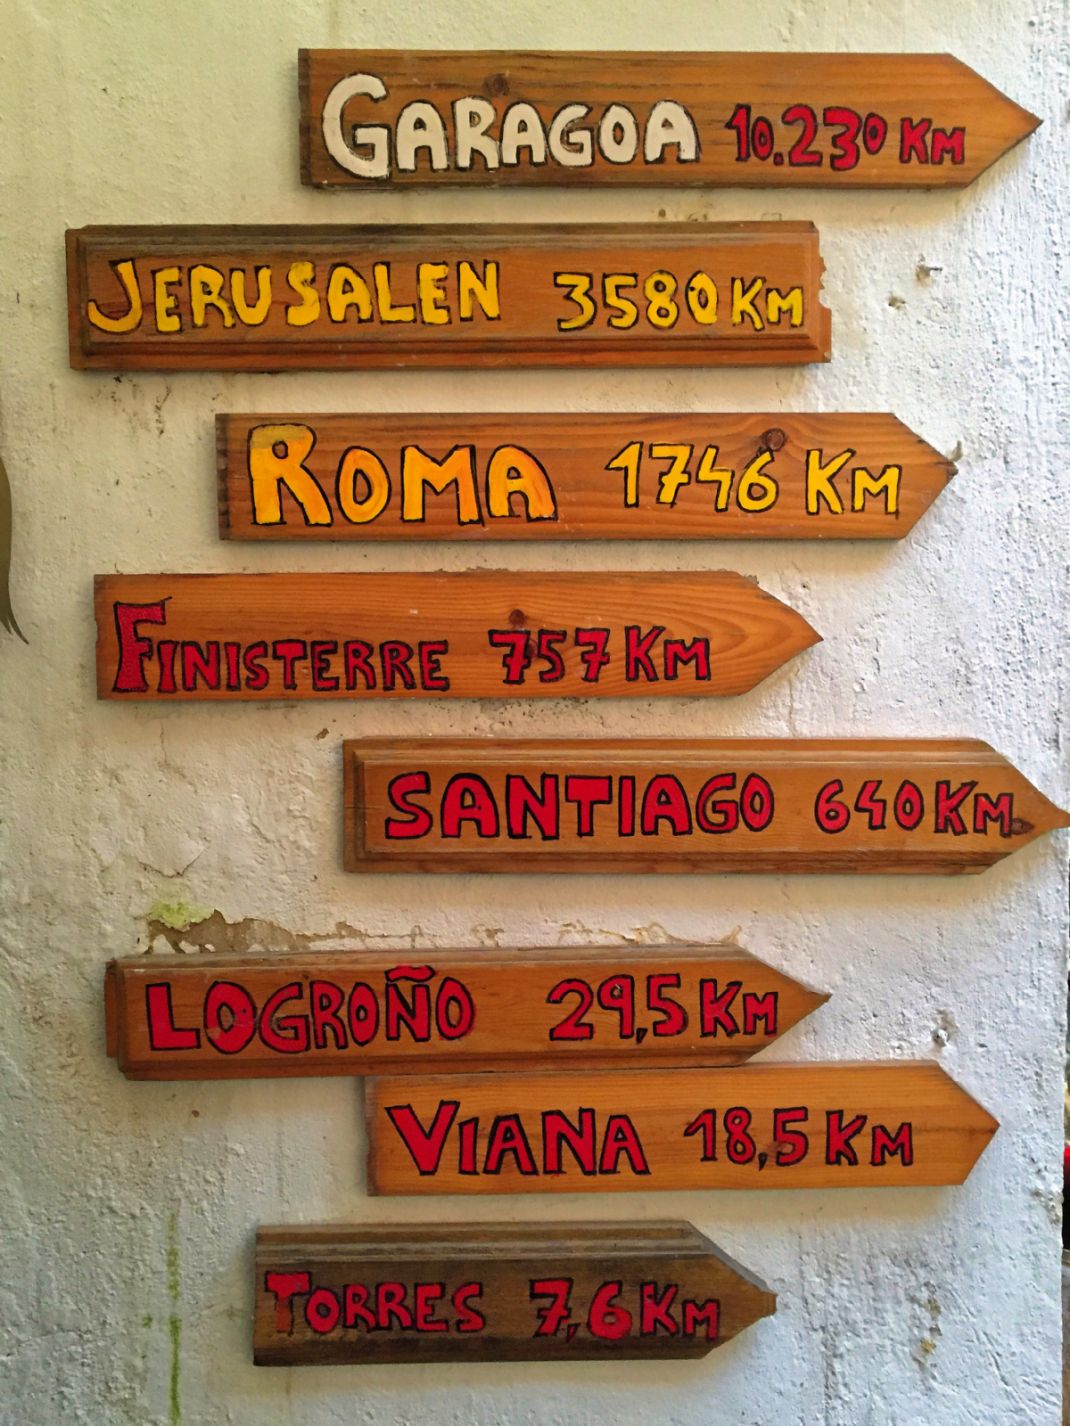 GARAGOA 10.230 KM
JERUSALEN 3580 KM
ROMA 1746 KM
FINISTERRE 757 KM
SANTIAGO 640 KM
LOGROÑO 29,5 KM
VIANA 18,5 KM
TORRES 7,6 KM